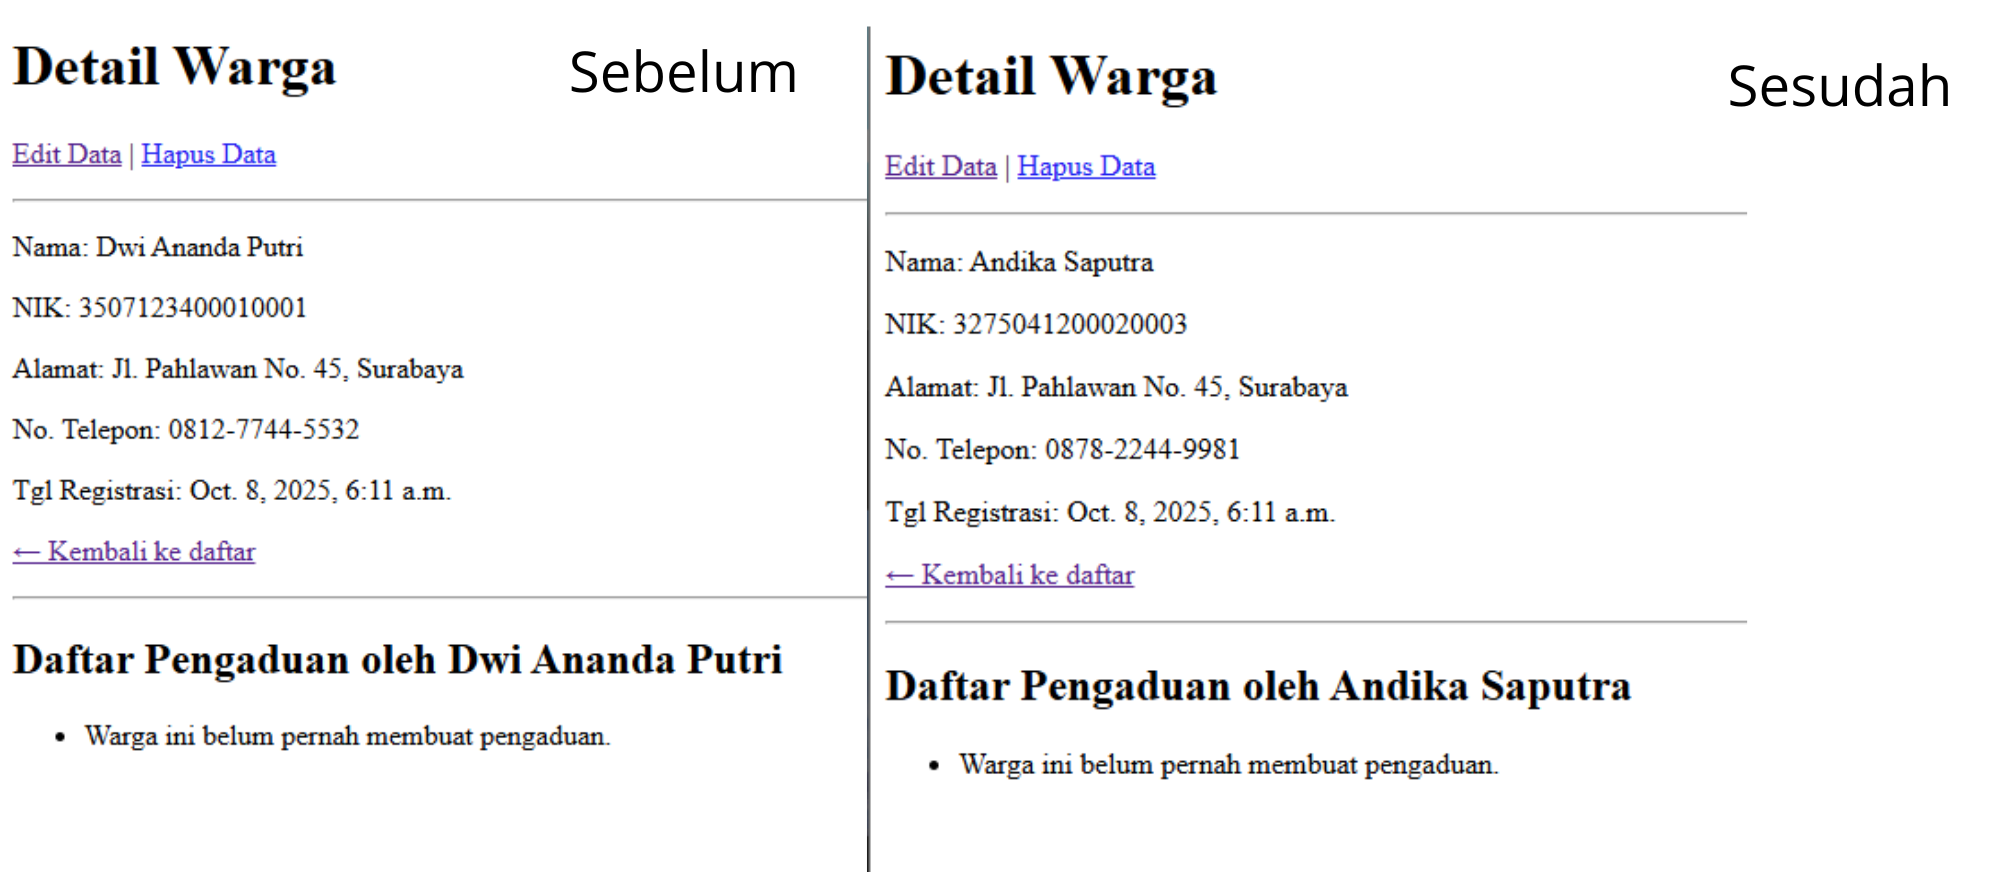 Detail Warga
Sebelum
Edit Data | Hapus Data
Nama: Dwi Ananda Putri
NIK: 3507123400010001
Alamat: Jl. Pahlawan No. 45, Surabaya
No. Telepon: 0812-7744-5532
Tgl Registrasi: Oct. 8, 2025, 6:11 a.m.
← Kembali ke daftar
Daftar Pengaduan oleh Dwi Ananda Putri
• Warga ini belum pernah membuat pengaduan.
Detail Warga
Sesudah
Edit Data | Hapus Data
Nama: Andika Saputra
NIK: 3275041200020003
Alamat: Jl. Pahlawan No. 45, Surabaya
No. Telepon: 0878-2244-9981
Tgl Registrasi: Oct. 8, 2025, 6:11 a.m.
← Kembali ke daftar
Daftar Pengaduan oleh Andika Saputra
• Warga ini belum pernah membuat pengaduan.